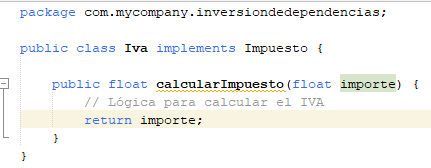 package com.mycompany.inversiondedependencias;
public class Iva implements Impuesto {
public float calcularImpuesto(float importe) {
// Lógica para calcular el IVA
return importe;
}
}